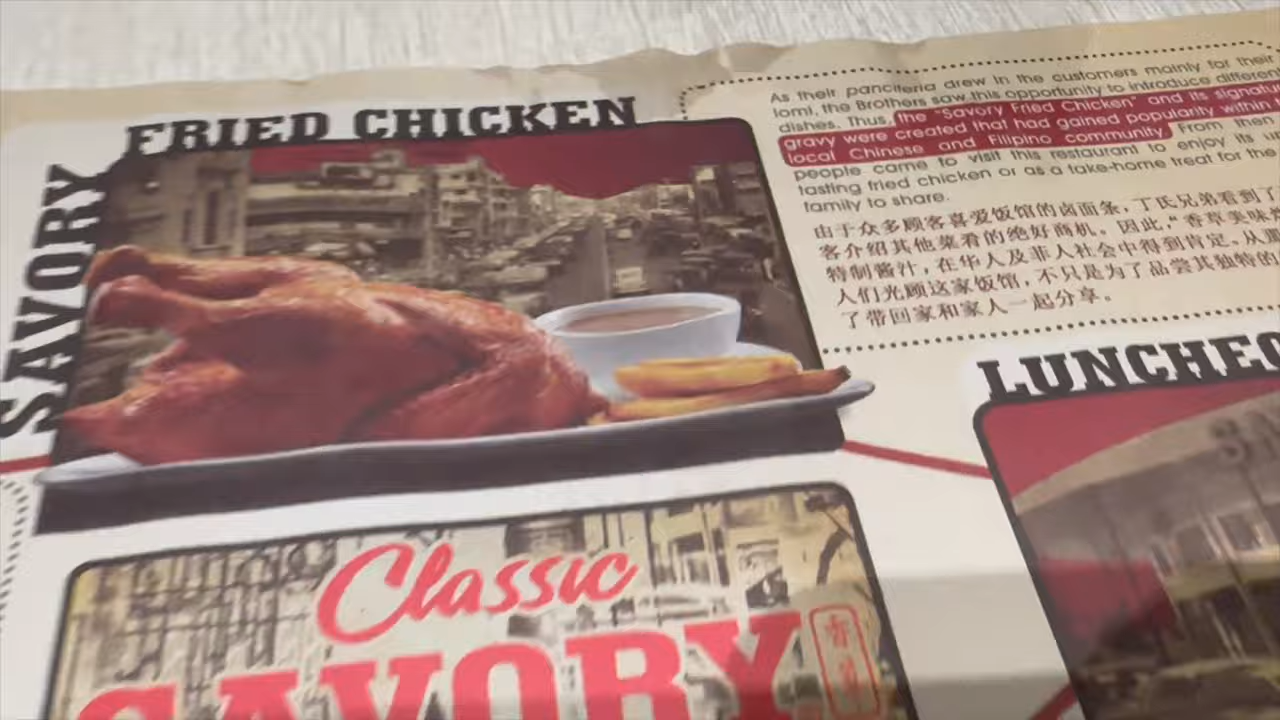 FRIED CHICKEN
SAVORY
As their panciteria drew in the customers mainly for their
lomi, the Brothers saw this opportunity to introduce different
dishes. Thus, the "Savory Fried Chicken" and its signatu
gravy were created that had gained popularity within
local Chinese and Filipino community. From then
people came to visit this restaurant to enjoy its
tasting fried chicken or as a take-home treat for the
family to share.
由于众多顾客喜爱饭馆的卤面条，丁氏兄弟看到了
客介绍其他菜肴的绝好商机。因此，“香草美味
特制酱汁，在华人及菲人社会中得到肯定。从那
人们光顾这家饭馆，不只是为了品尝其独特的
了带回家和家人一起分享。
LUNCHEO
Classic
SAVORY